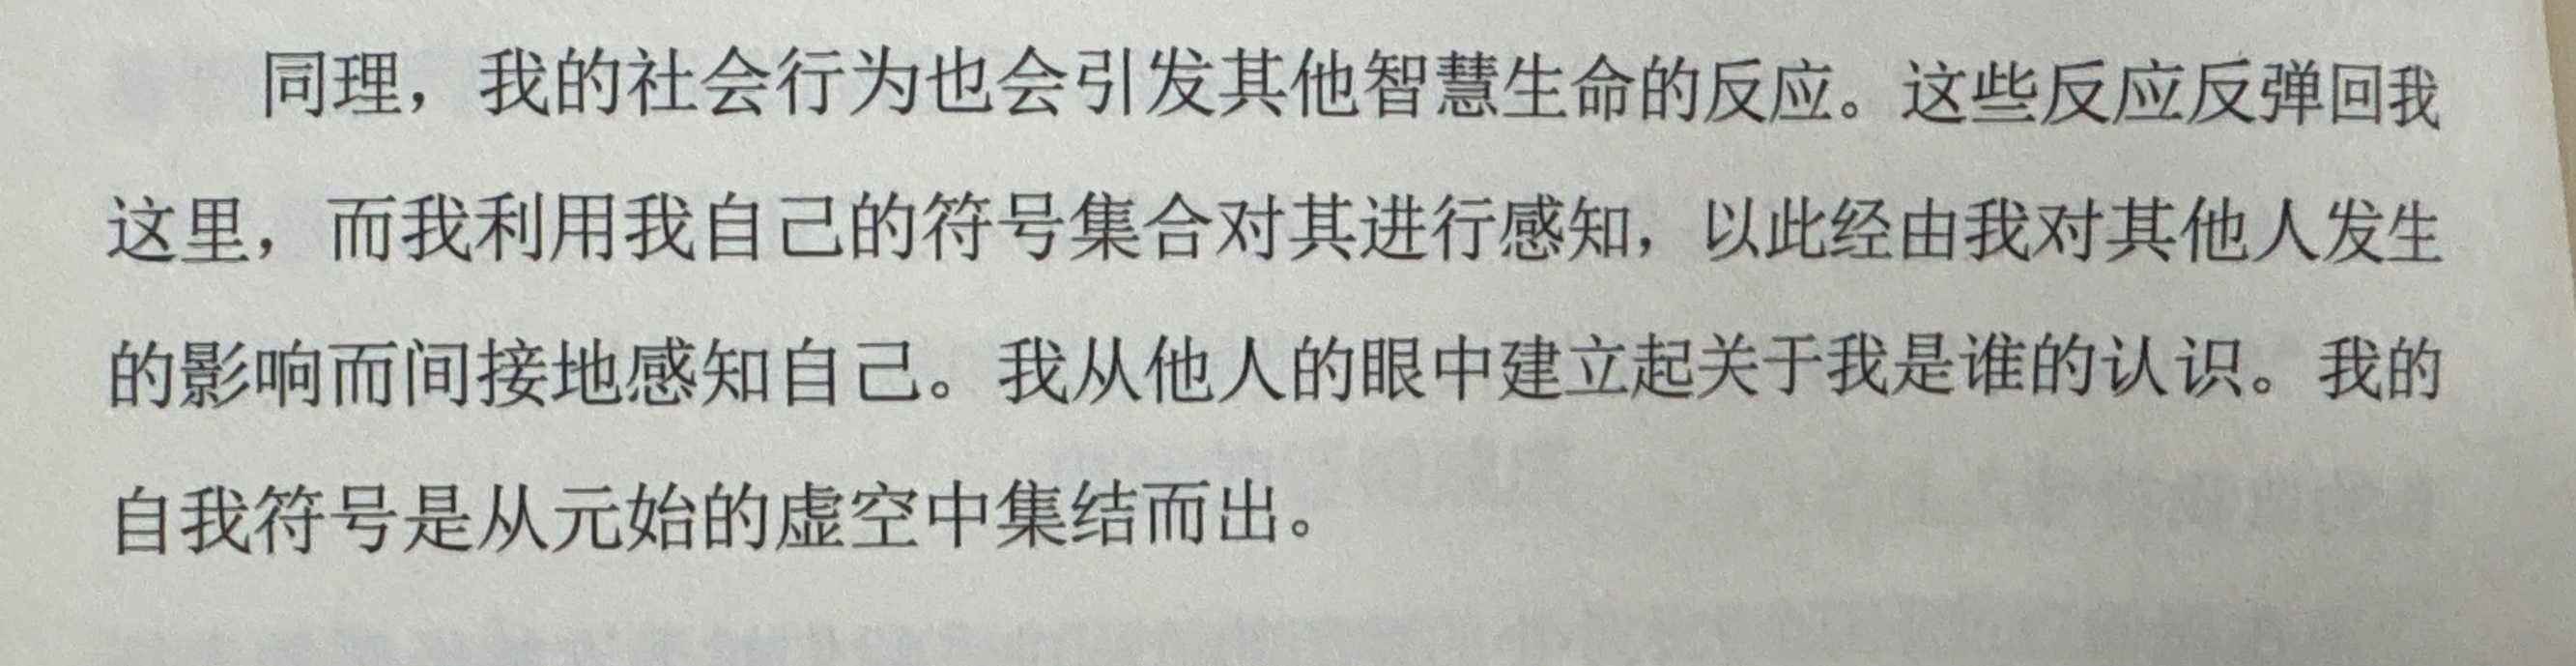 同理，我的社会行为也会引发其他智慧生命的反应。这些反应反弹回我
这里，而我利用我自己的符号集合对其进行感知，以此经由我对其他人发生
的影响而间接地感知自己。我从他人的眼中建立起关于我是谁的认识。我的
自我符号是从元始的虚空中集结而出。